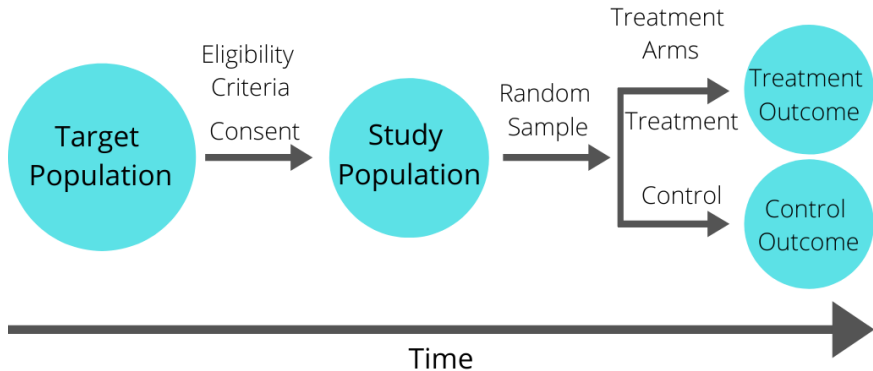 Target
Population
Eligibility
Criteria
Consent
Study
Population
Random
Sample
Treatment
Arms
Treatment
Control
Treatment
Outcome
Control
Outcome
Time